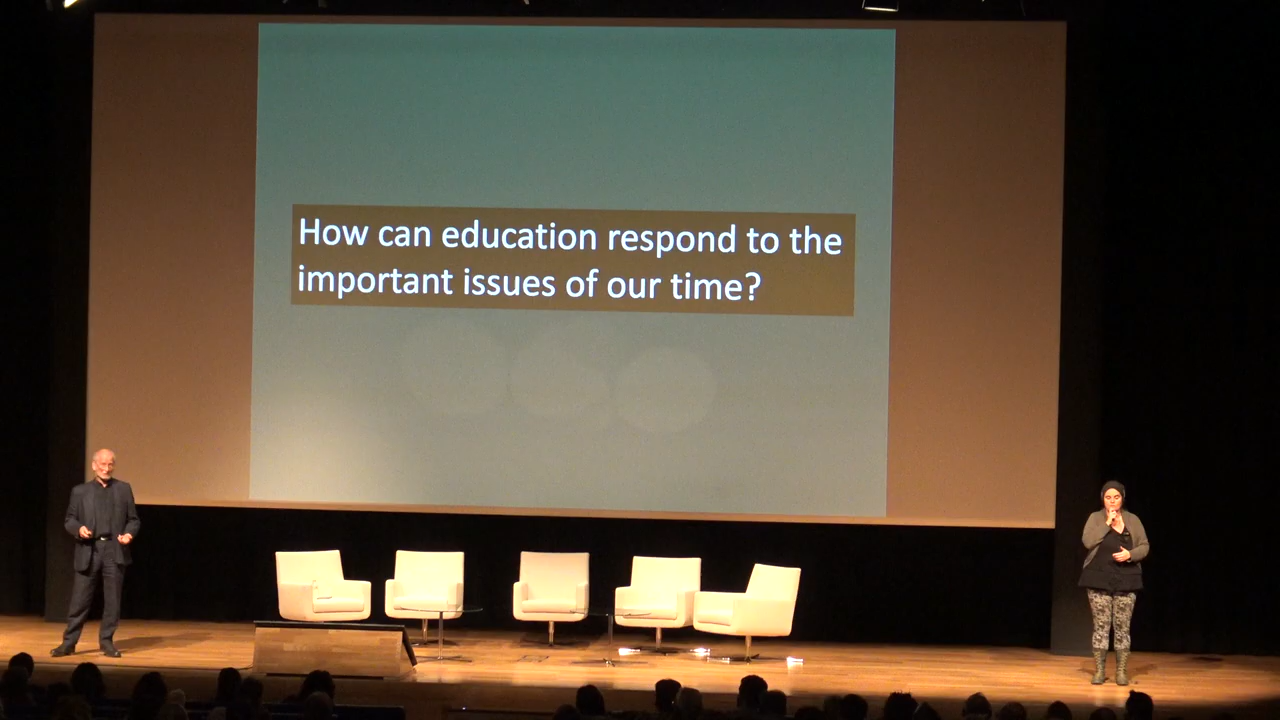 How can education respond to the
important issues of our time?